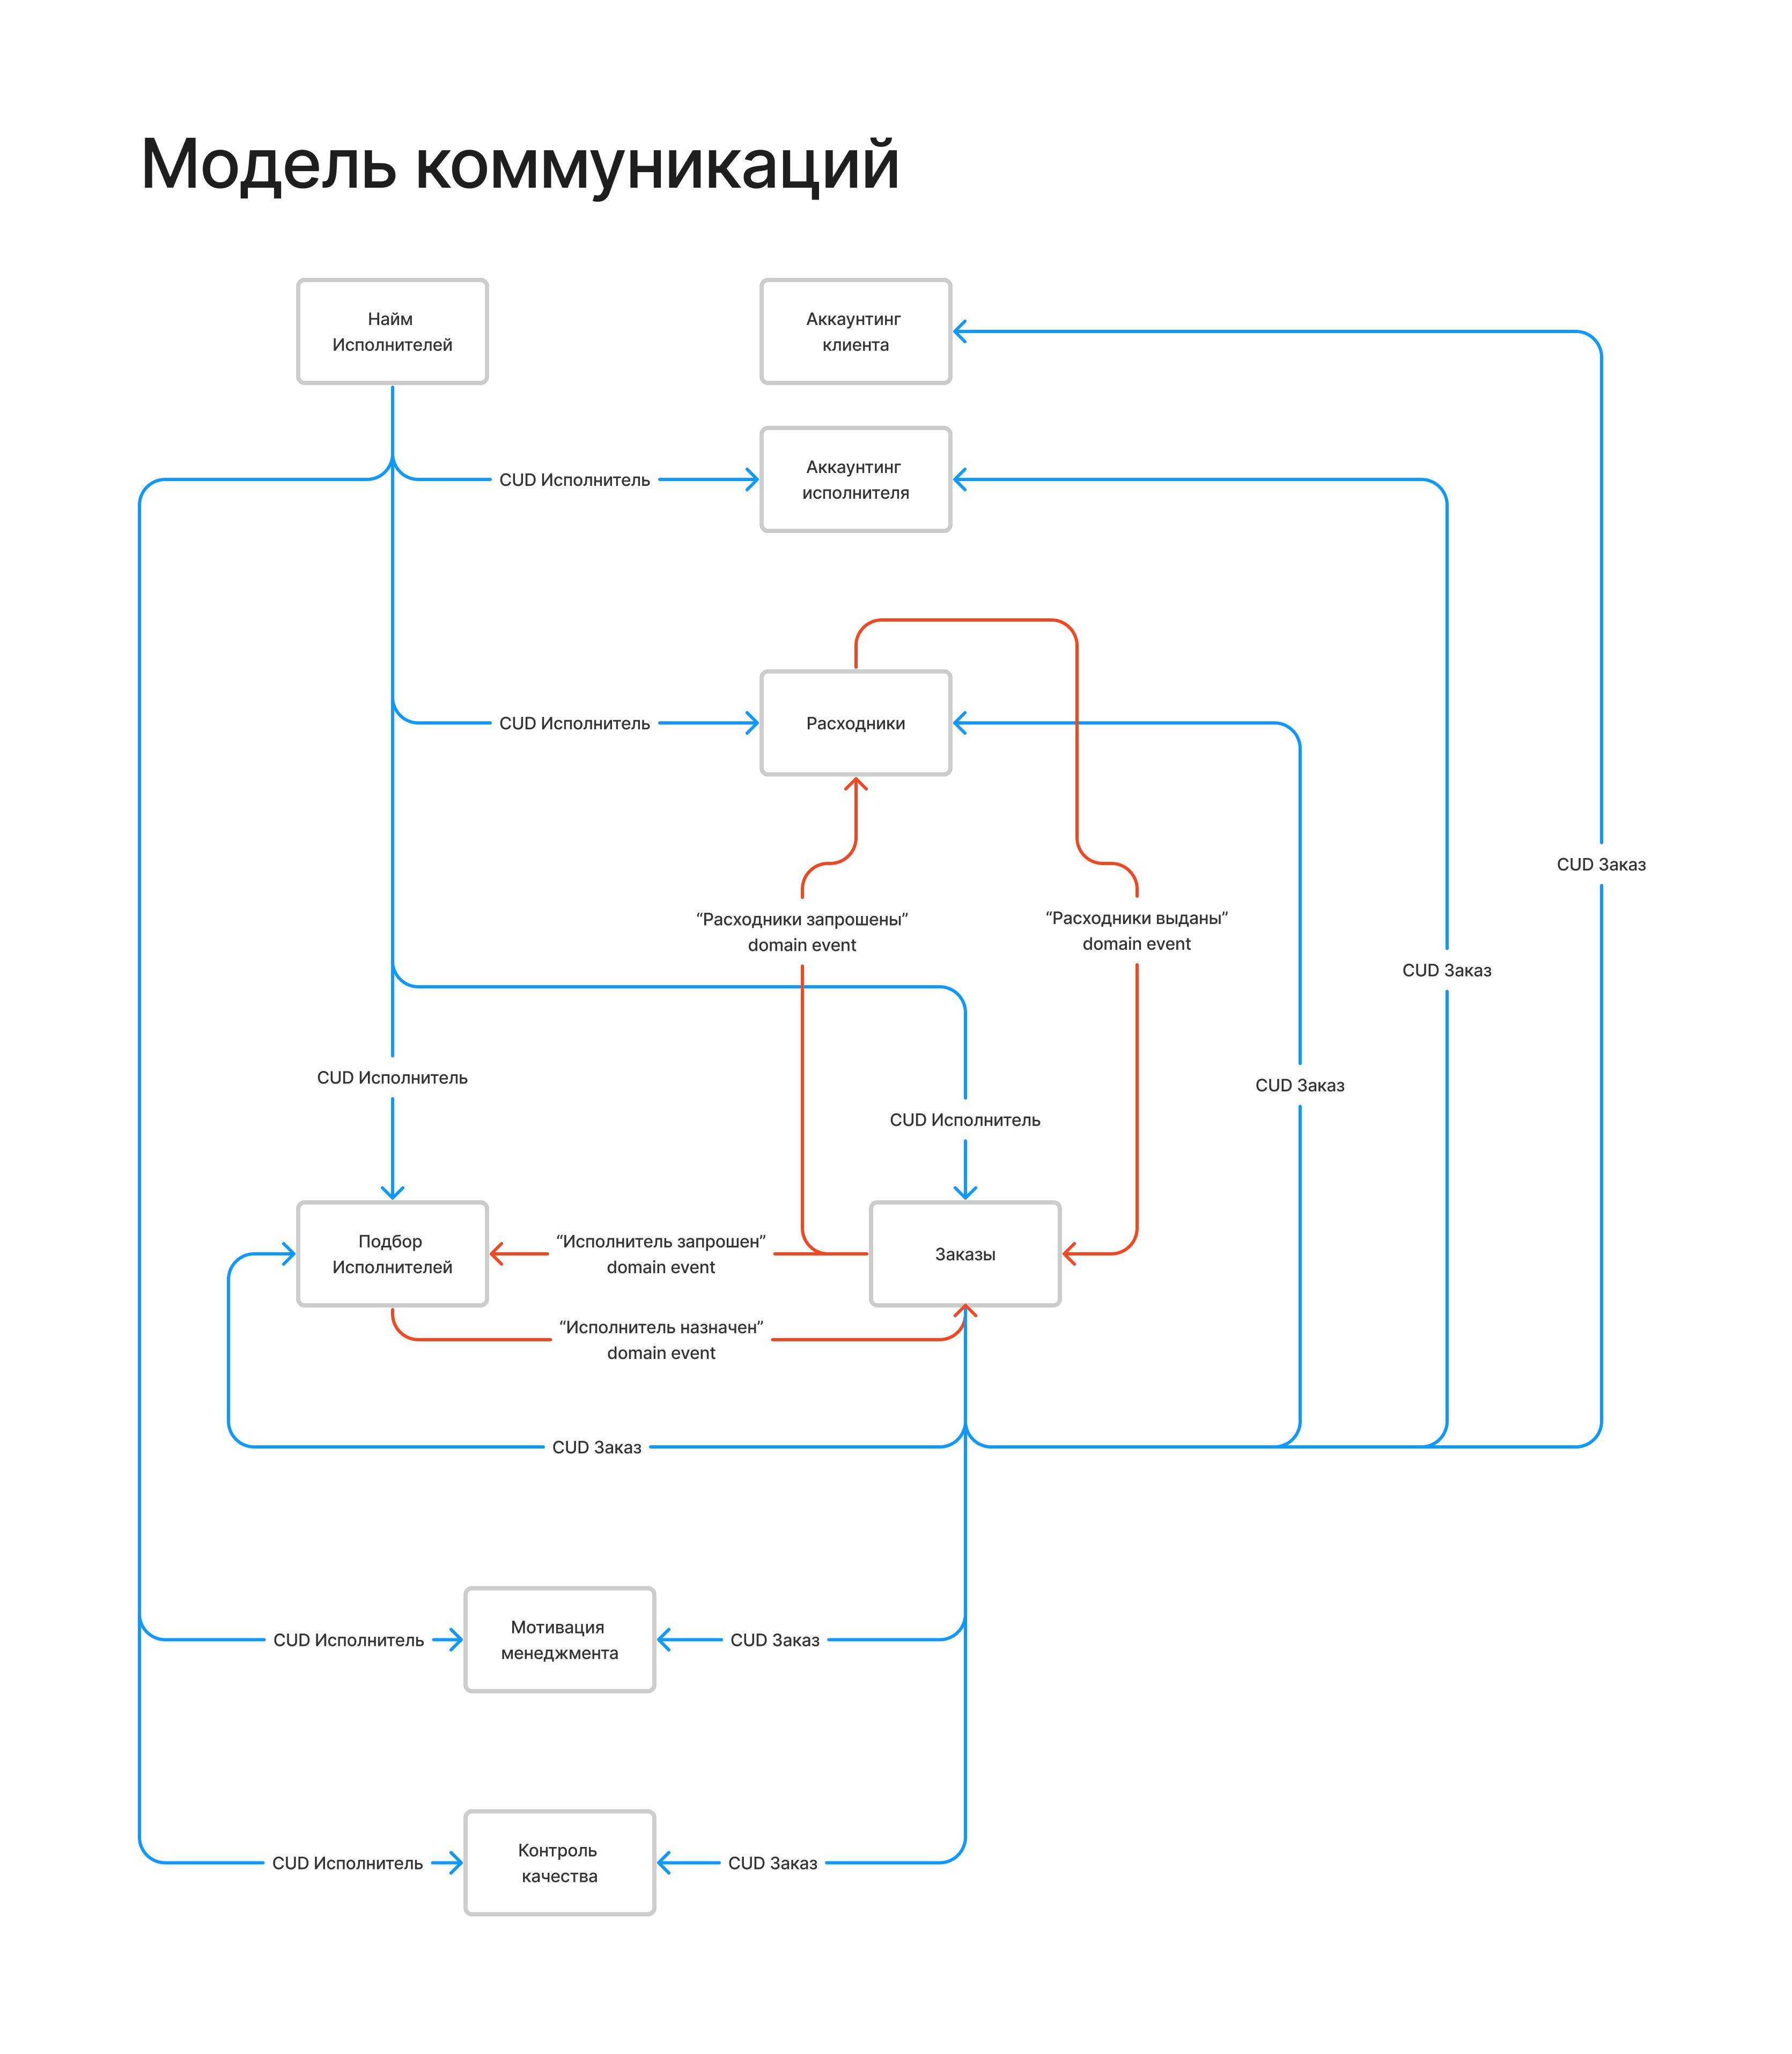 Модель коммуникаций
Найм
Исполнителей
Аккаунтинг
клиента
Аккаунтинг
исполнителя
CUD Исполнитель
CUD Исполнитель
Расходники
CUD Заказ
“Расходники запрошены”
domain event
“Расходники выданы”
domain event
CUD Заказ
CUD Исполнитель
CUD Заказ
CUD Исполнитель
Подбор
Исполнителей
“Исполнитель запрошен”
domain event
Заказы
“Исполнитель назначен”
domain event
CUD Заказ
CUD Исполнитель
Мотивация
менеджмента
CUD Заказ
CUD Исполнитель
Контроль
качества
CUD Заказ